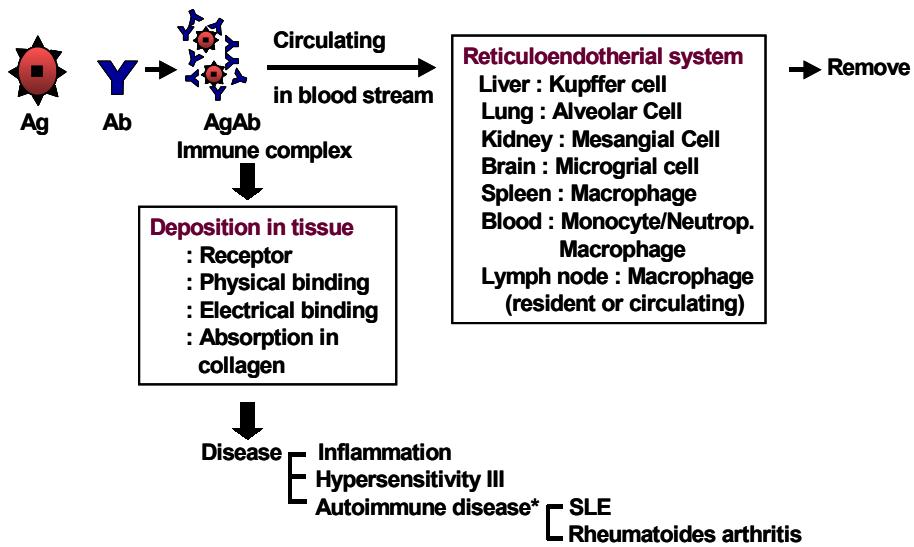 Ag
Ab
AgAb
Immune complex
Circulating
in blood stream
Reticuloendotherial system
Liver : Kupffer cell
Lung : Alveolar Cell
Kidney : Mesangial Cell
Brain : Microgrial cell
Spleen : Macrophage
Blood : Monocyte/Neutrop.
Macrophage
Lymph node : Macrophage
(resident or circulating)
Remove
Deposition in tissue
: Receptor
: Physical binding
: Electrical binding
: Absorption in
collagen
Disease
Inflammation
Hypersensitivity III
Autoimmune disease*
SLE
Rheumatoides arthritis